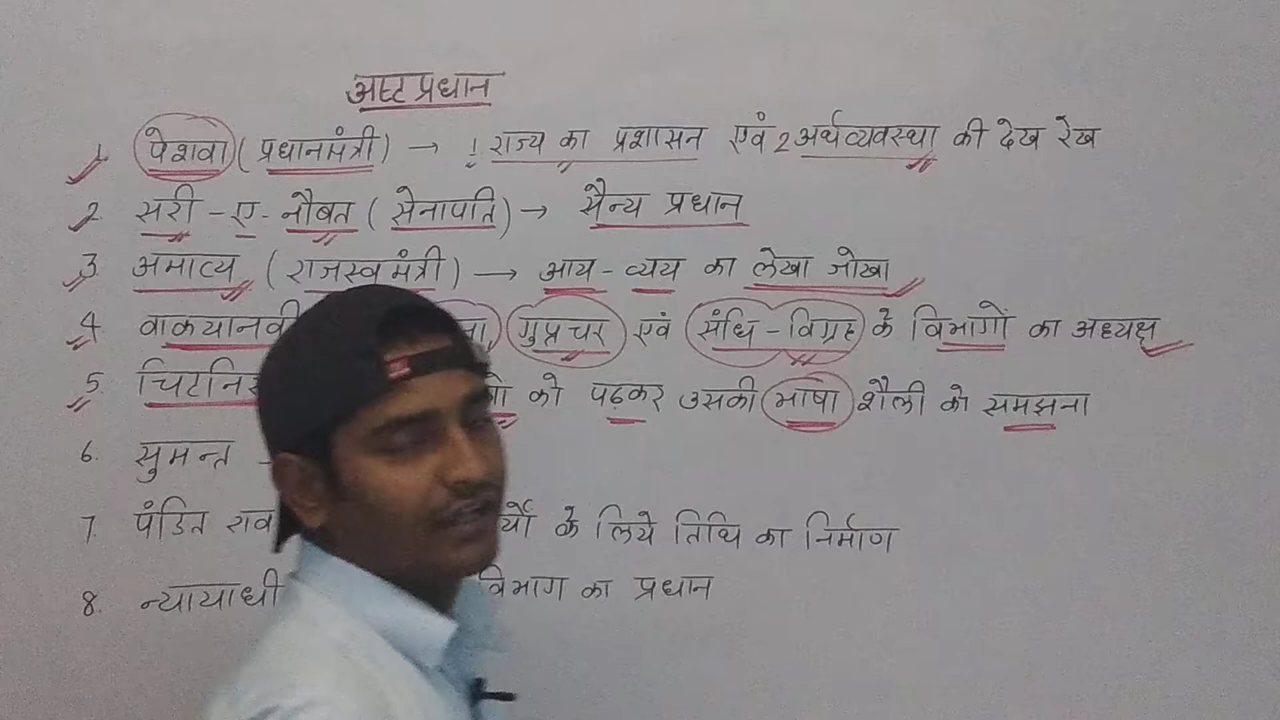 अष्ट प्रधान
1. पेशवा ( प्रधानमंत्री ) → 1 राज्य का प्रशासन एवं 2 अर्थव्यवस्था की देख रेख
2. सरी - ए - नौबत ( सेनापति ) → सैन्य प्रधान
3. अमात्य ( राजस्व मंत्री ) → आय - व्यय का लेखा जोखा
4 गुप्तचर एवं संधि - विग्रह के विभागों का अध्यक्ष
5. को पढ़कर उसकी भाषा शैली को समझना
6. सुमन्त -
7. पंडित राव के लिये तिथि का निर्माण
8. विभाग का प्रधान